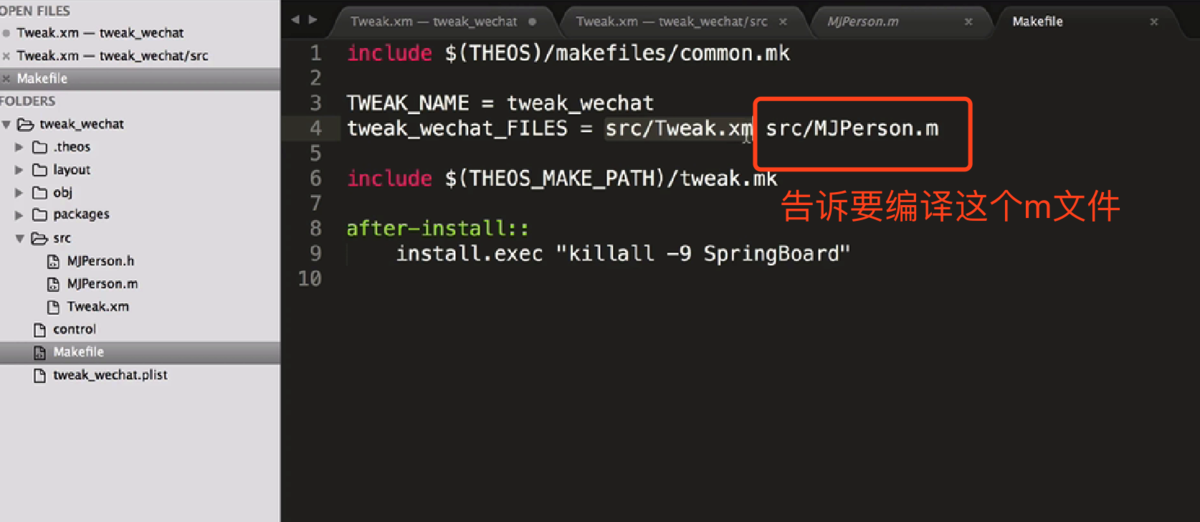 OPEN FILES
Tweak.xm — tweak_wechat
Tweak.xm — tweak_wechat/src
Makefile
FOLDERS
tweak_wechat
.theos
layout
obj
packages
src
MJPerson.h
MJPerson.m
Tweak.xm
control
Makefile
tweak_wechat.plist
Tweak.xm — tweak_wechat
Tweak.xm — tweak_wechat/src
MJPerson.m
Makefile
1 include $(THEOS)/makefiles/common.mk
2
3 TWEAK_NAME = tweak_wechat
4 tweak_wechat_FILES = src/Tweak.xm src/MJPerson.m
5
6 include $(THEOS_MAKE_PATH)/tweak.mk
7
告诉要编译这个m文件
8 after-install::
9 install.exec "killall -9 SpringBoard"
10